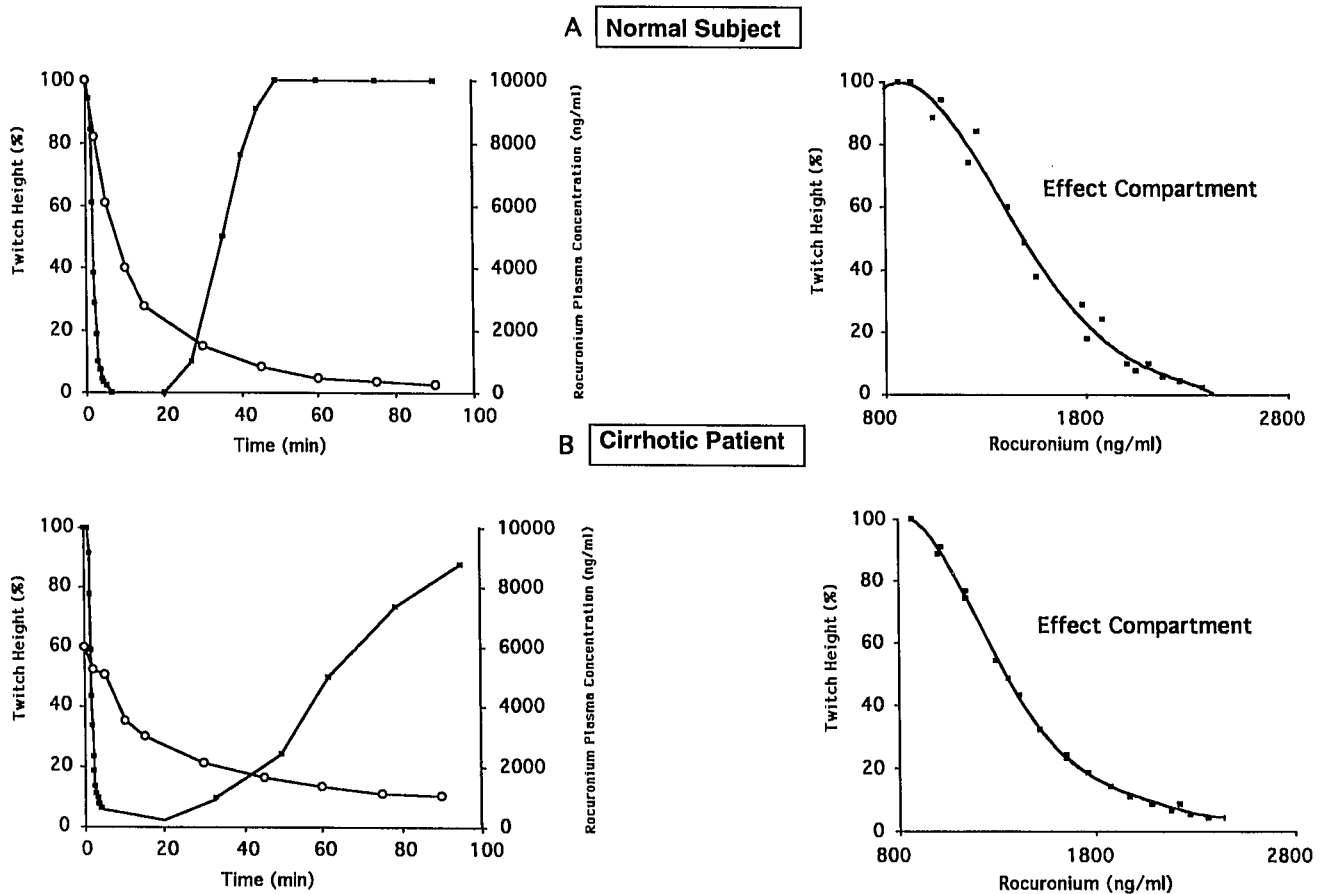 A Normal Subject
Twitch Height (%)
100
80
60
40
20
0
10000
8000
6000
4000
2000
0
Rocuronium Plasma Concentration (ng/ml)
0 20 40 60 80 100
Time (min)
Twitch Height (%)
100
80
60
40
20
0
Effect Compartment
800 1800 2800
Rocuronium (ng/ml)
B Cirrhotic Patient
Twitch Height (%)
100
80
60
40
20
0
10000
8000
6000
4000
2000
0
Rocuronium Plasma Concentration (ng/ml)
0 20 40 60 80 100
Time (min)
Twitch Height (%)
100
80
60
40
20
0
Effect Compartment
800 1800 2800
Rocuronium (ng/ml)